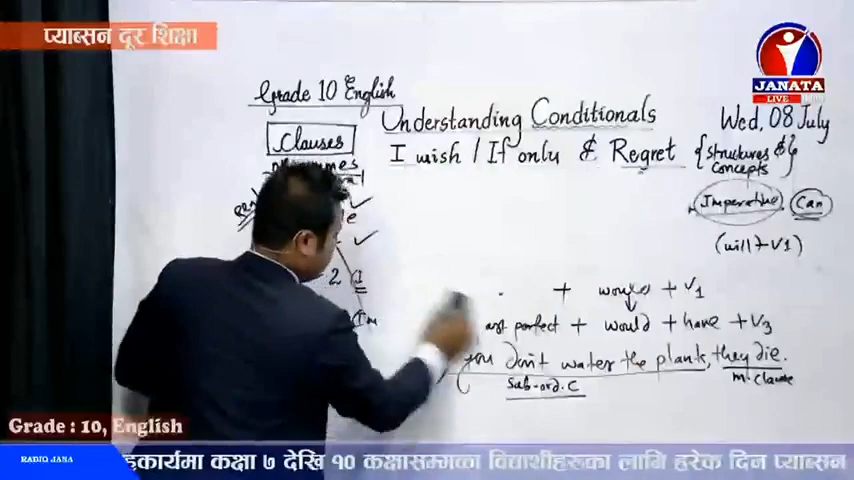 प्याब्सन दूर शिक्षा
JANATA
LIVE
Grade 10 English
Understanding Conditionals
Wed, 08 July
Clauses
I wish / If only & Regret {structures & concepts}
Imperative, Can
(will + V1)
2 I
+ would + V1
perfect + would + have + V3
you don't water the plants, they die.
Sub-ord. C
m. clause
Grade : 10, English
RADIO JANA
कार्यमा कक्षा ७ देखि १० कक्षासम्मका विद्यार्थीहरुका लागि हरेक दिन प्याब्सन